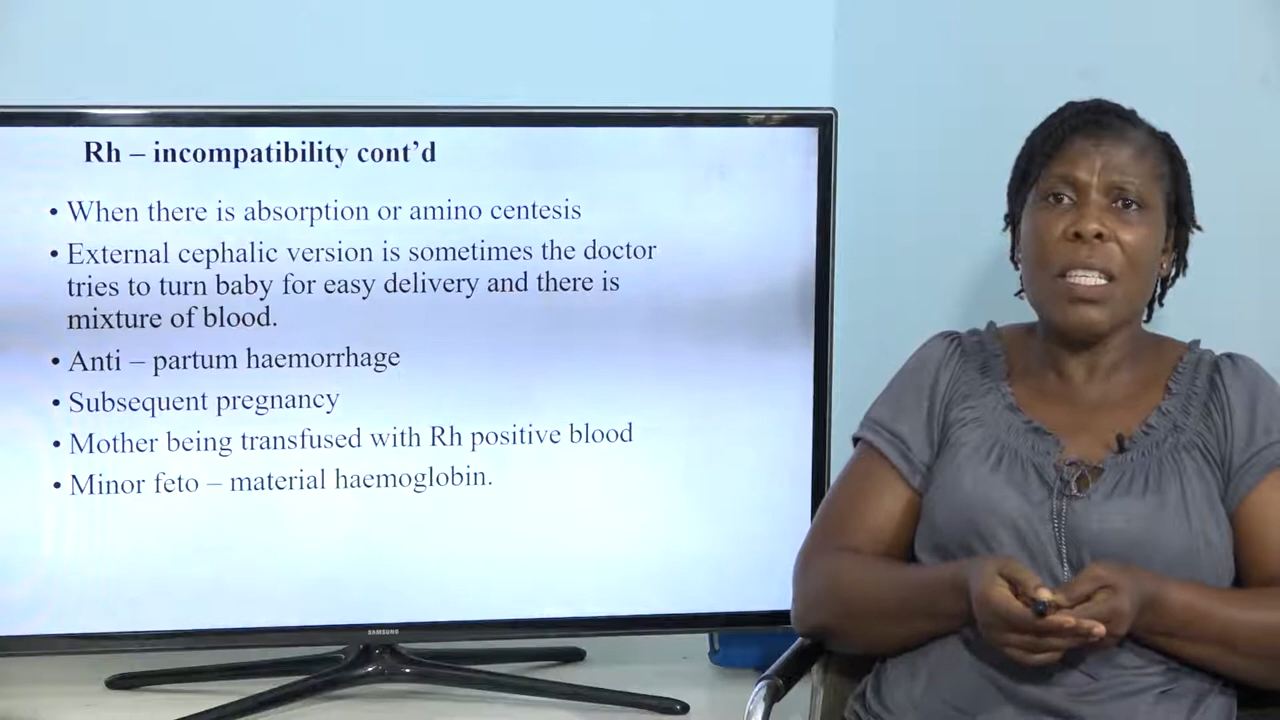 Rh – incompatibility cont’d
• When there is absorption or amino centesis
• External cephalic version is sometimes the doctor
tries to turn baby for easy delivery and there is
mixture of blood.
• Anti – partum haemorrhage
• Subsequent pregnancy
• Mother being transfused with Rh positive blood
• Minor feto – material haemoglobin.
SAMSUNG